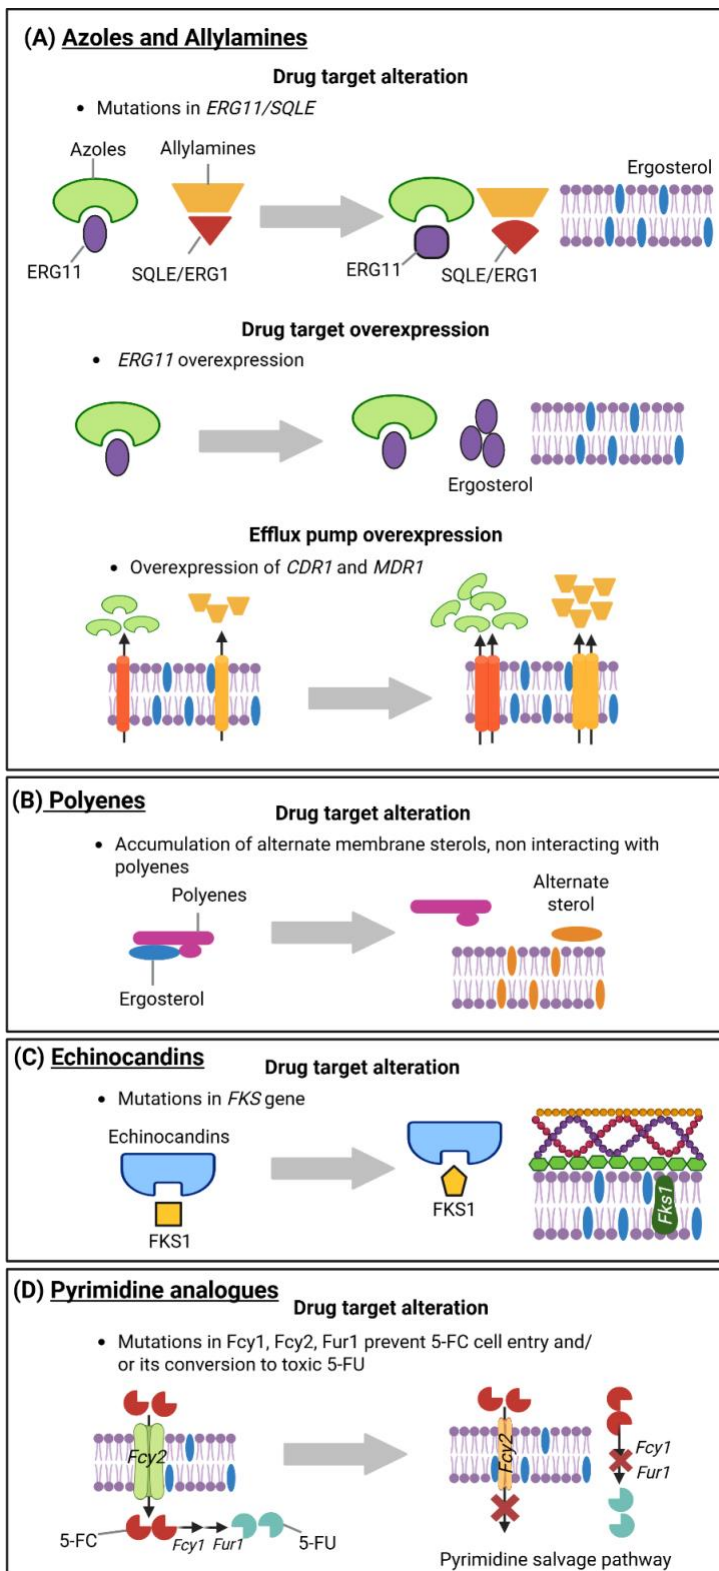 (A) Azoles and Allylamines
Drug target alteration
• Mutations in ERG11/SQLE
Azoles
Allylamines
Ergosterol
ERG11
SQLE/ERG1
ERG11
SQLE/ERG1
Drug target overexpression
• ERG11 overexpression
Ergosterol
Efflux pump overexpression
• Overexpression of CDR1 and MDR1
(B) Polyenes
Drug target alteration
• Accumulation of alternate membrane sterols, non interacting with
polyenes
Polyenes
Alternate
sterol
Ergosterol
(C) Echinocandins
Drug target alteration
• Mutations in FKS gene
Echinocandins
FKS1
FKS1
Fks1
(D) Pyrimidine analogues
Drug target alteration
• Mutations in Fcy1, Fcy2, Fur1 prevent 5-FC cell entry and/
or its conversion to toxic 5-FU
Fcy2
5-FC
Fcy1
Fur1
5-FU
Fcy2
Fcy1
Fur1
Pyrimidine salvage pathway